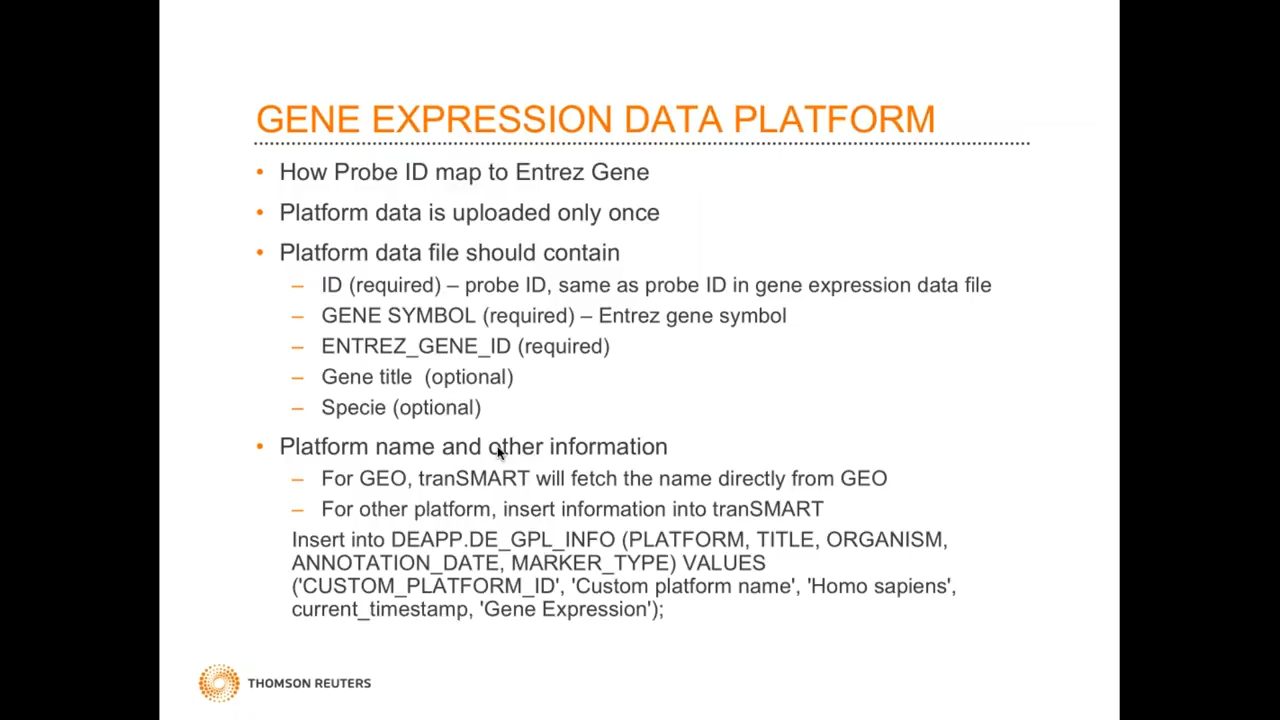 GENE EXPRESSION DATA PLATFORM
• How Probe ID map to Entrez Gene
• Platform data is uploaded only once
• Platform data file should contain
– ID (required) – probe ID, same as probe ID in gene expression data file
– GENE SYMBOL (required) – Entrez gene symbol
– ENTREZ_GENE_ID (required)
– Gene title (optional)
– Specie (optional)
• Platform name and other information
– For GEO, tranSMART will fetch the name directly from GEO
– For other platform, insert information into tranSMART
Insert into DEAPP.DE_GPL_INFO (PLATFORM, TITLE, ORGANISM,
ANNOTATION_DATE, MARKER_TYPE) VALUES
('CUSTOM_PLATFORM_ID', 'Custom platform name', 'Homo sapiens',
current_timestamp, 'Gene Expression');
THOMSON REUTERS